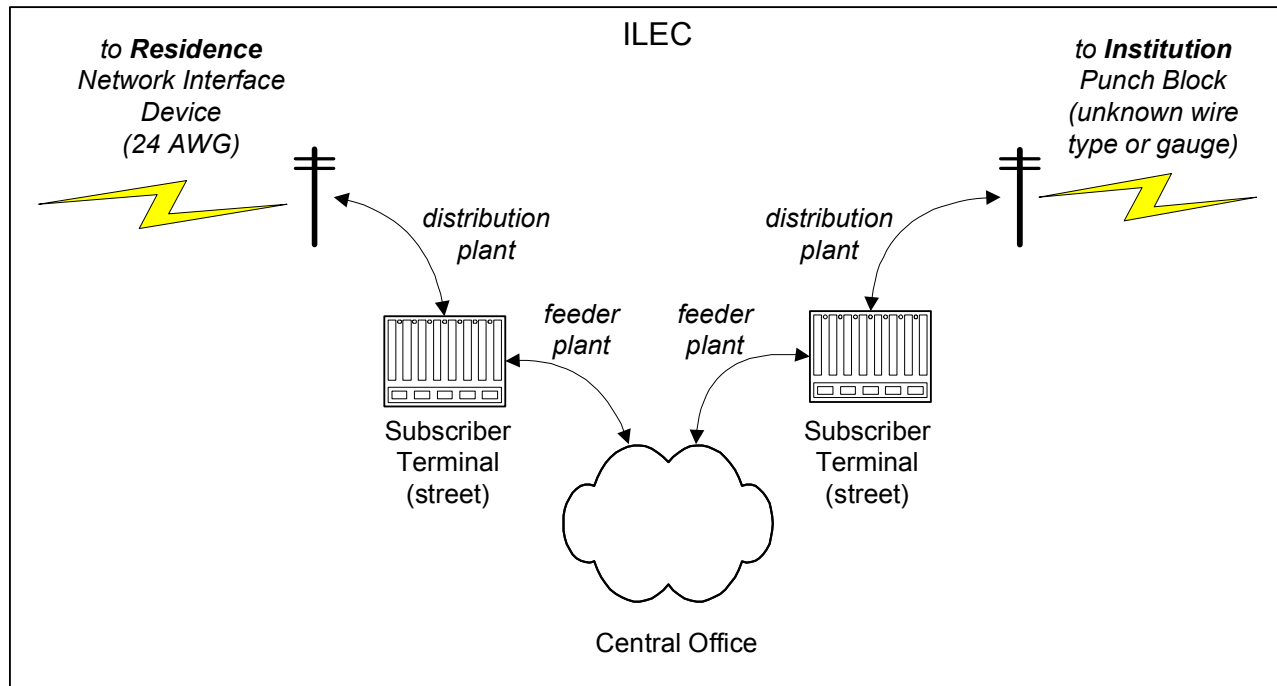 ILEC
to Residence
Network Interface
Device
(24 AWG)
to Institution
Punch Block
(unknown wire
type or gauge)
distribution
plant
distribution
plant
feeder
plant
feeder
plant
Subscriber
Terminal
(street)
Subscriber
Terminal
(street)
Central Office